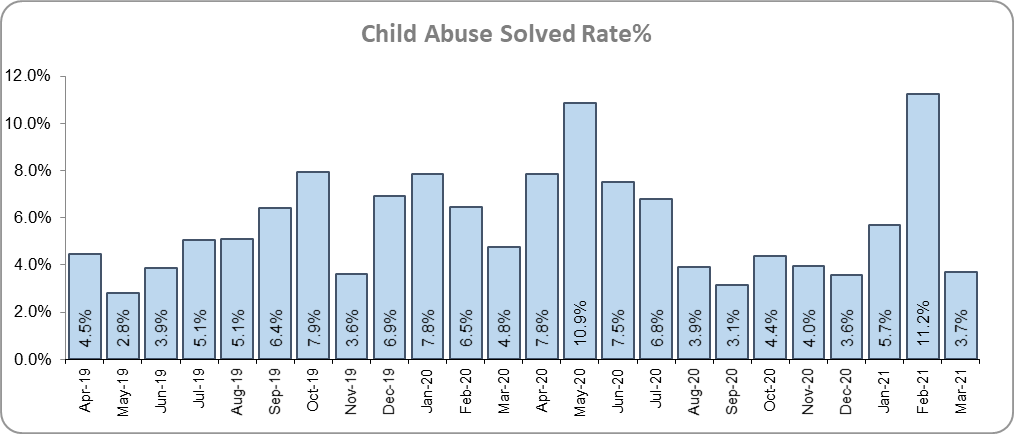 Child Abuse Solved Rate%
12.0%
10.0%
8.0%
6.0%
4.0%
2.0%
0.0%
4.5%
2.8%
3.9%
5.1%
5.1%
6.4%
7.9%
3.6%
6.9%
7.8%
6.5%
4.8%
7.8%
10.9%
7.5%
6.8%
3.9%
3.1%
4.4%
4.0%
3.6%
5.7%
11.2%
3.7%
Apr-19
May-19
Jun-19
Jul-19
Aug-19
Sep-19
Oct-19
Nov-19
Dec-19
Jan-20
Feb-20
Mar-20
Apr-20
May-20
Jun-20
Jul-20
Aug-20
Sep-20
Oct-20
Nov-20
Dec-20
Jan-21
Feb-21
Mar-21